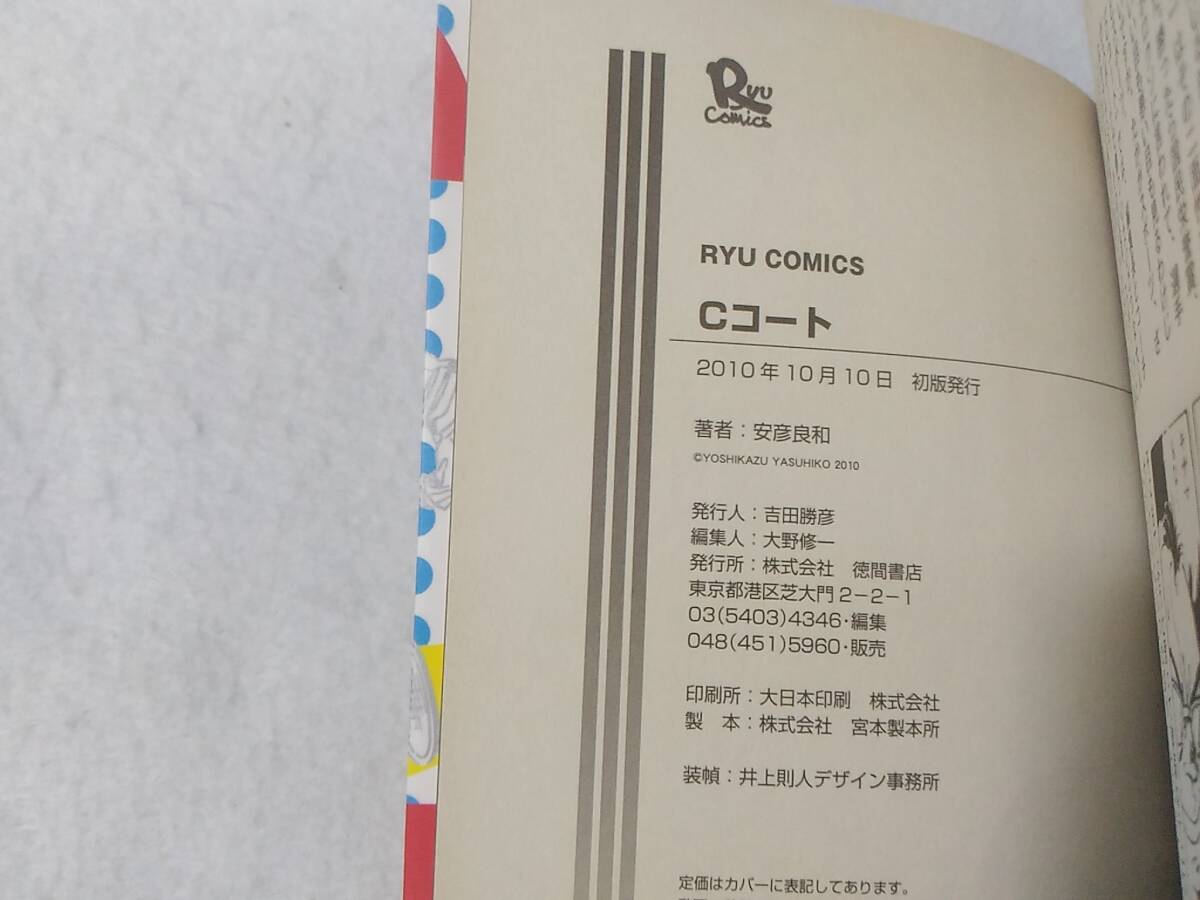 Ryu
Comics
RYU COMICS
Cコート
2010年10月10日 初版発行
著者:安彦良和
©YOSHIKAZU YASUHIKO 2010
発行人:吉田勝彦
編集人:大野修一
発行所:株式会社 徳間書店
東京都港区芝大門2-2-1
03(5403)4346・編集
048(451)5960・販売
印刷所:大日本印刷 株式会社
製 本:株式会社 宮本製本所
装幀:井上則人デザイン事務所
定価はカバーに表記してあります。